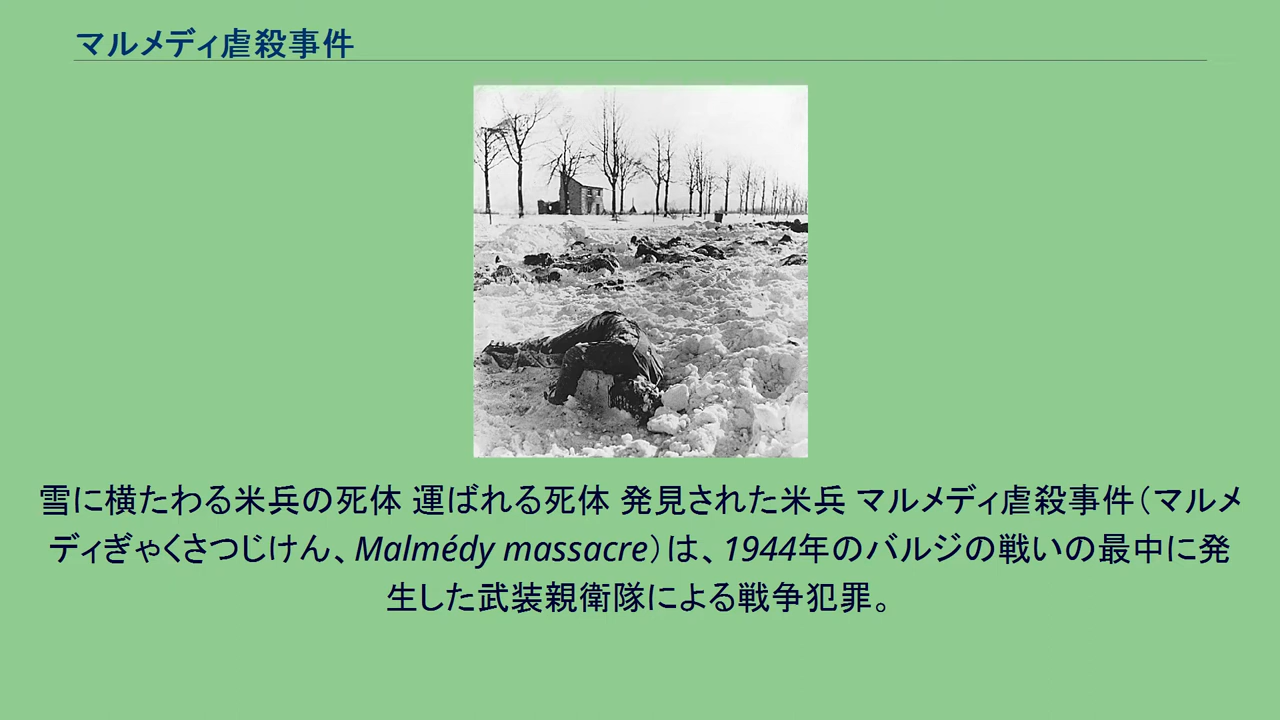 マルメディ虐殺事件
雪に横たわる米兵の死体 運ばれる死体 発見された米兵 マルメディ虐殺事件（マルメ
ディぎゃくさつじけん、Malmédy massacre）は、1944年のバルジの戦いの最中に発
生した武装親衛隊による戦争犯罪。